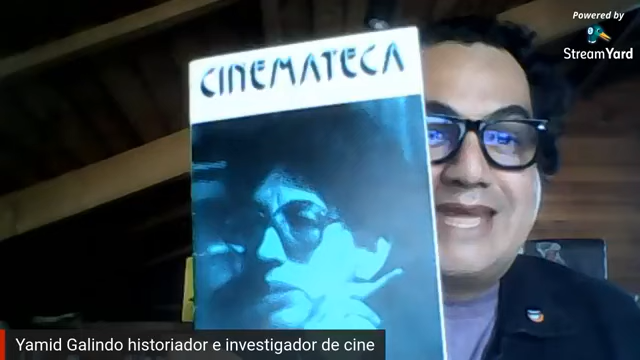 Powered by
StreamYard
CINEMATECA
Yamid Galindo historiador e investigador de cine